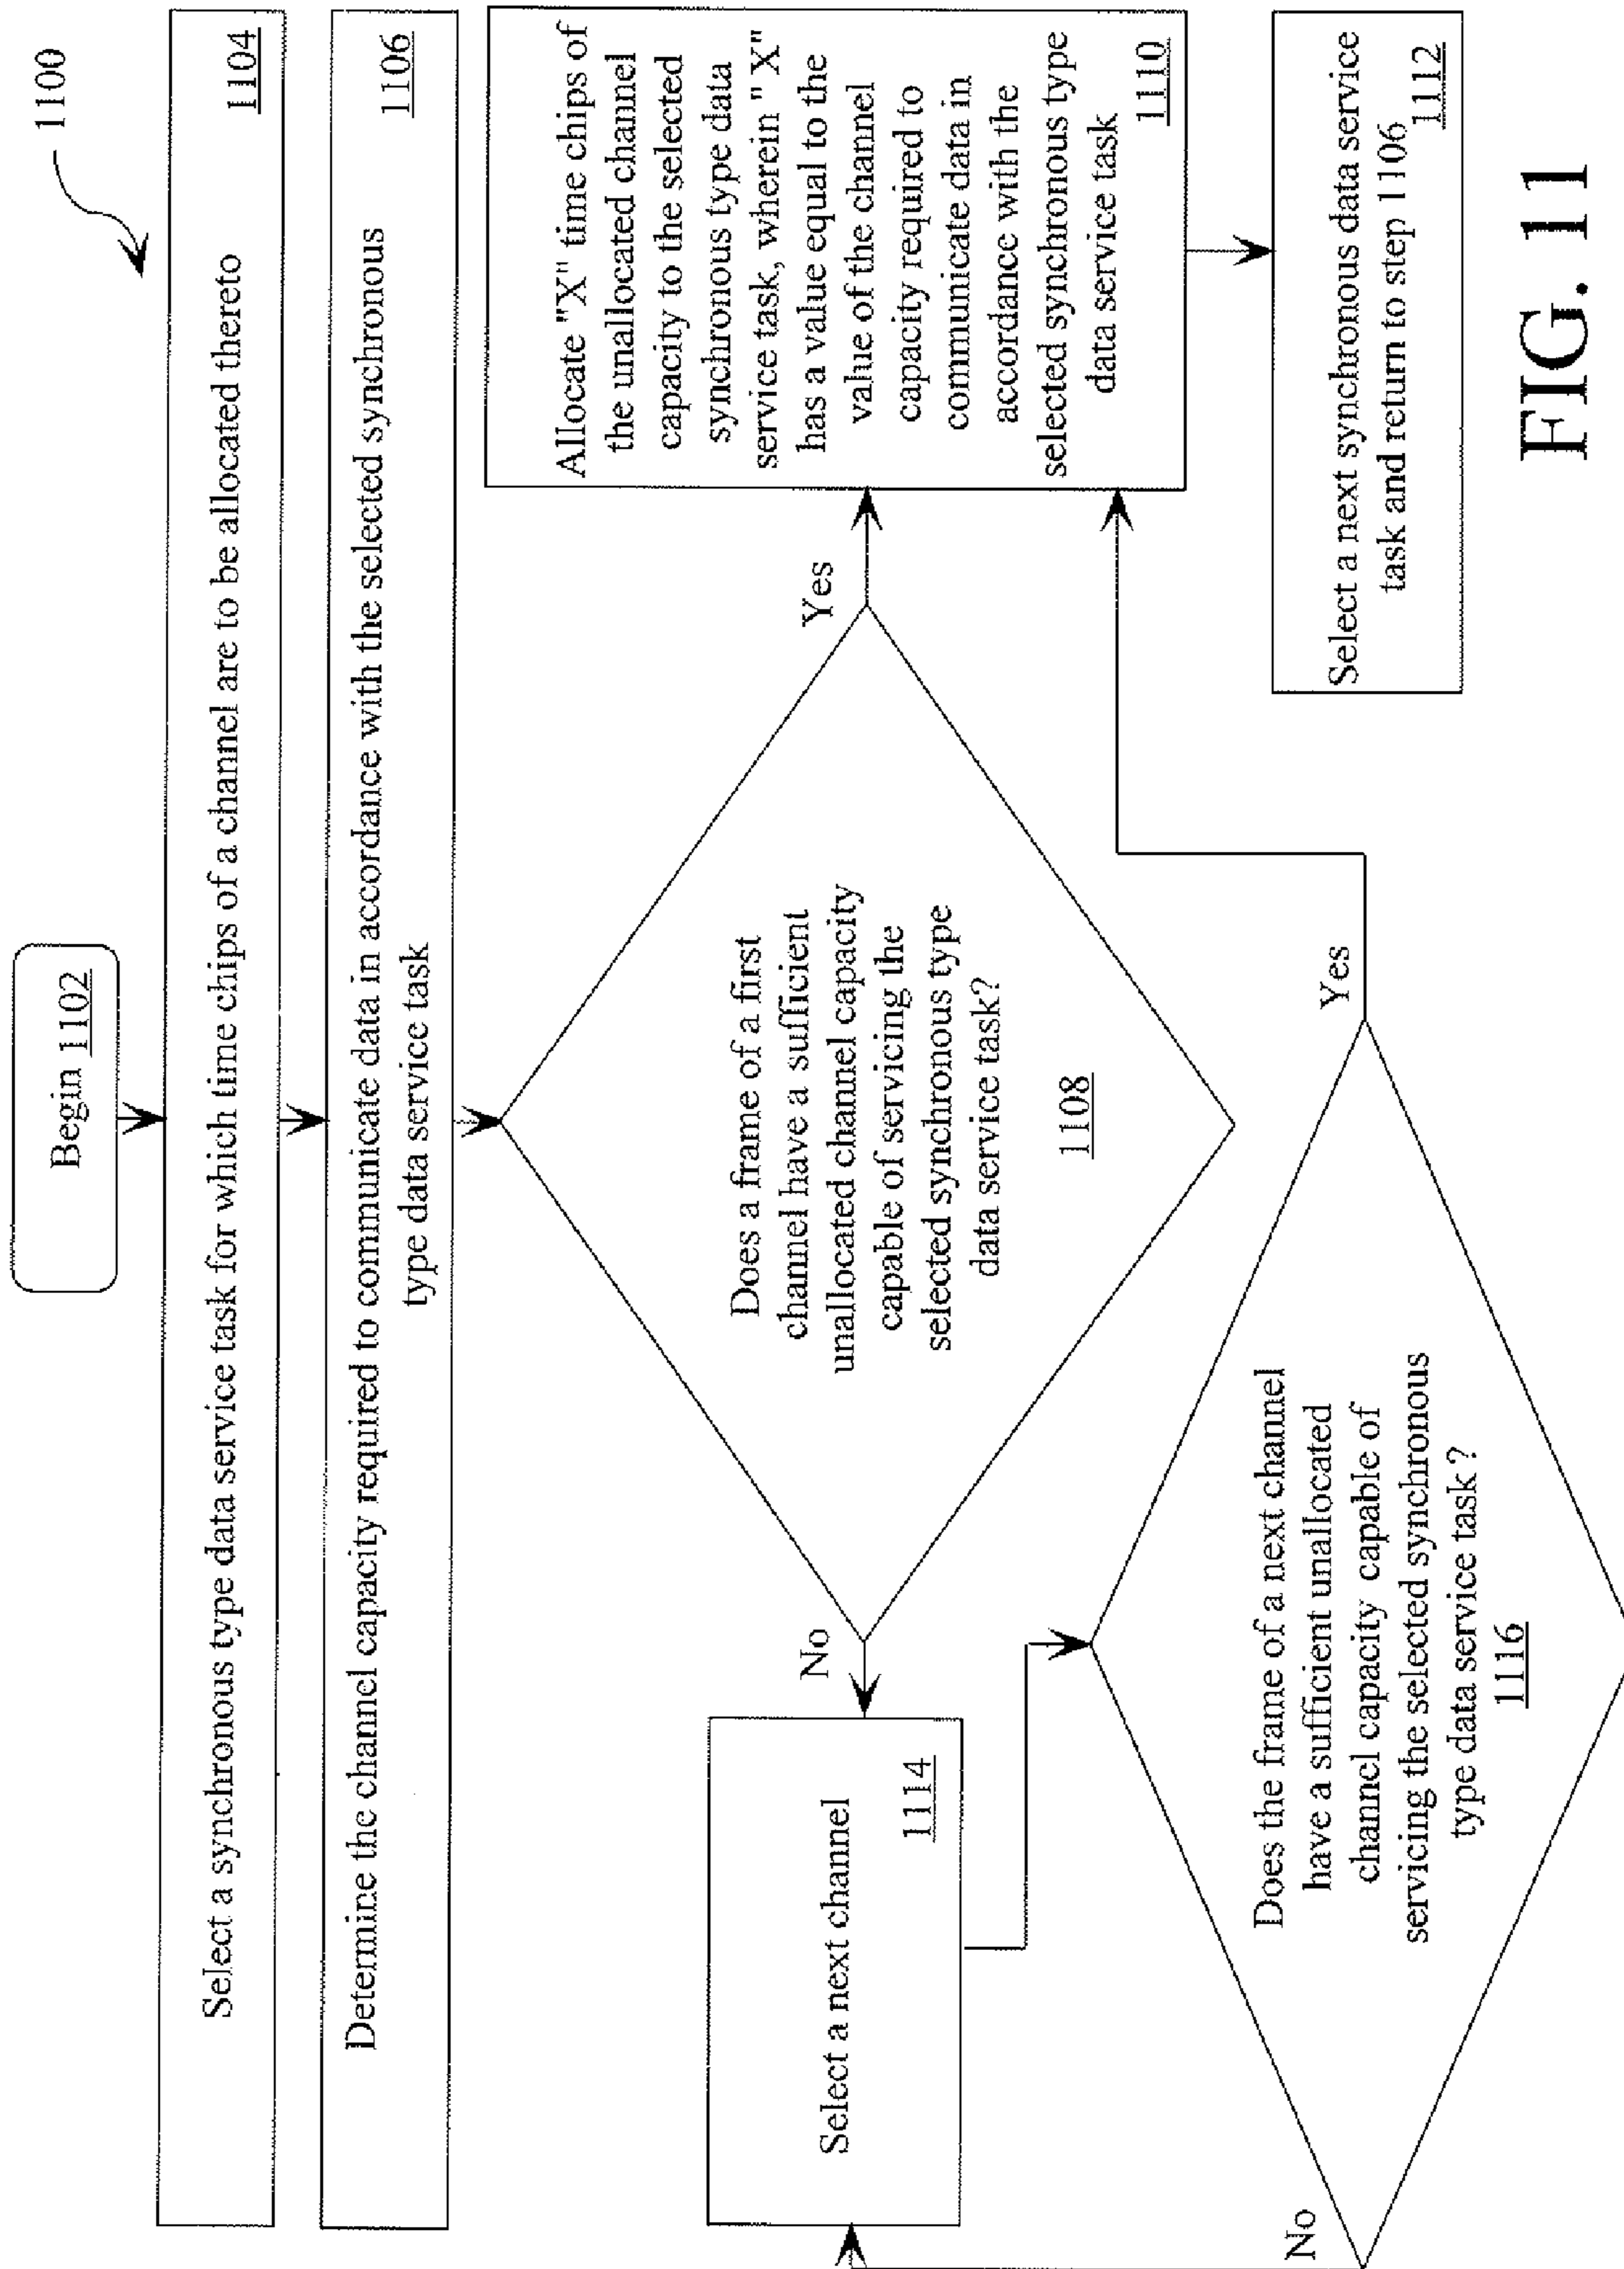 1100
Begin 1102
Select a synchronous type data service task for which time chips of a channel are to be allocated thereto
1104
Determine the channel capacity required to communicate data in accordance with the selected synchronous
type data service task
1106
Does a frame of a first
channel have a sufficient
unallocated channel capacity
capable of servicing the
selected synchronous type
data service task?
1108
Yes
No
Allocate "X" time chips of
the unallocated channel
capacity to the selected
synchronous type data
service task, wherein " X"
has a value equal to the
value of the channel
capacity required to
communicate data in
accordance with the
selected synchronous type
data service task
1110
Select a next synchronous data service
task and return to step 1106
1112
Select a next channel
1114
Does the frame of a next channel
have a sufficient unallocated
channel capacity capable of
servicing the selected synchronous
type data service task ?
1116
Yes
No
FIG. 11